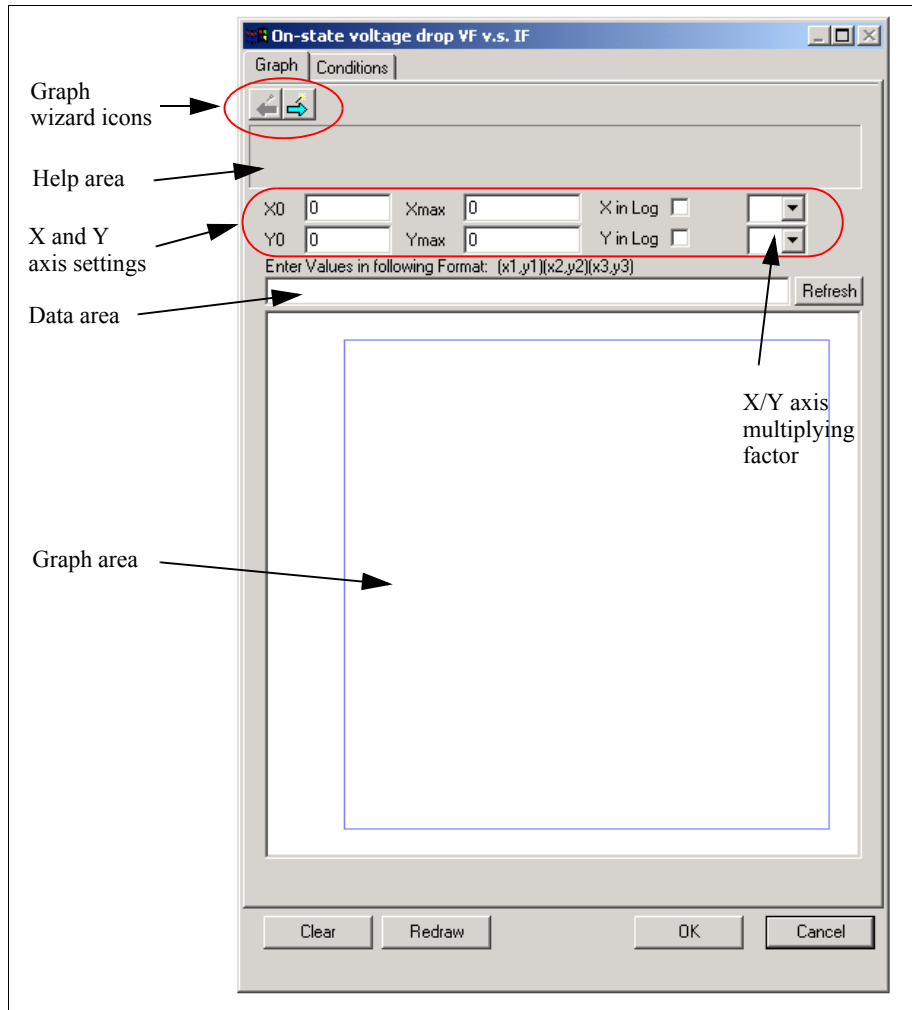 On-state voltage drop VF v.s. IF
Graph Conditions
Graph
wizard icons
Help area
X and Y
axis settings
X0 0 Xmax 0 X in Log
Y0 0 Ymax 0 Y in Log
Enter Values in following Format: (x1,y1)(x2,y2)(x3,y3)
Data area
Refresh
X/Y axis
multiplying
factor
Graph area
Clear Redraw OK Cancel